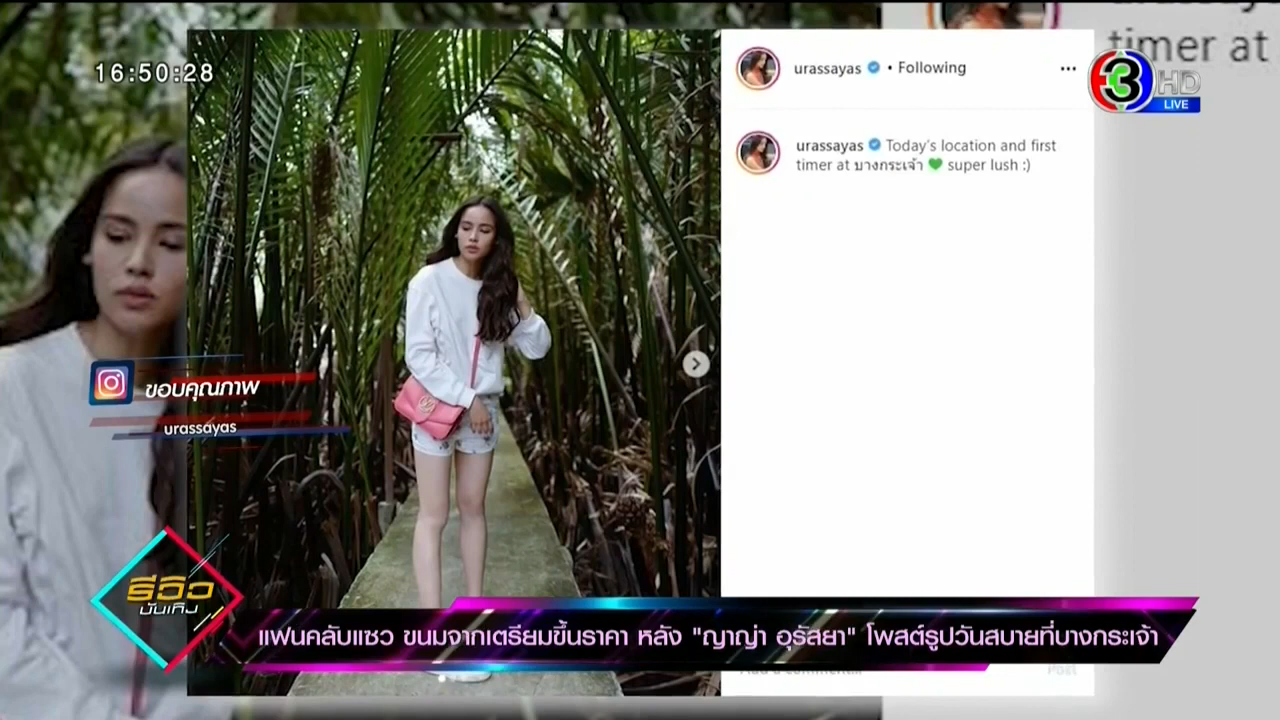 urassayas
timer at
16:50:28
urassayas • Following
3 HD
LIVE
urassayas Today's location and first
timer at บางกระเจ้า 💚 super lush :)
ขอบคุณภาพ
urassayas
รีวิว
บันเทิง
แฟนคลับแซว ขนมจากเตรียมขึ้นราคา หลัง "ญาญ่า อุรัสยา" โพสต์รูปวันสบายที่บางกระเจ้า
Add a comment...
Post